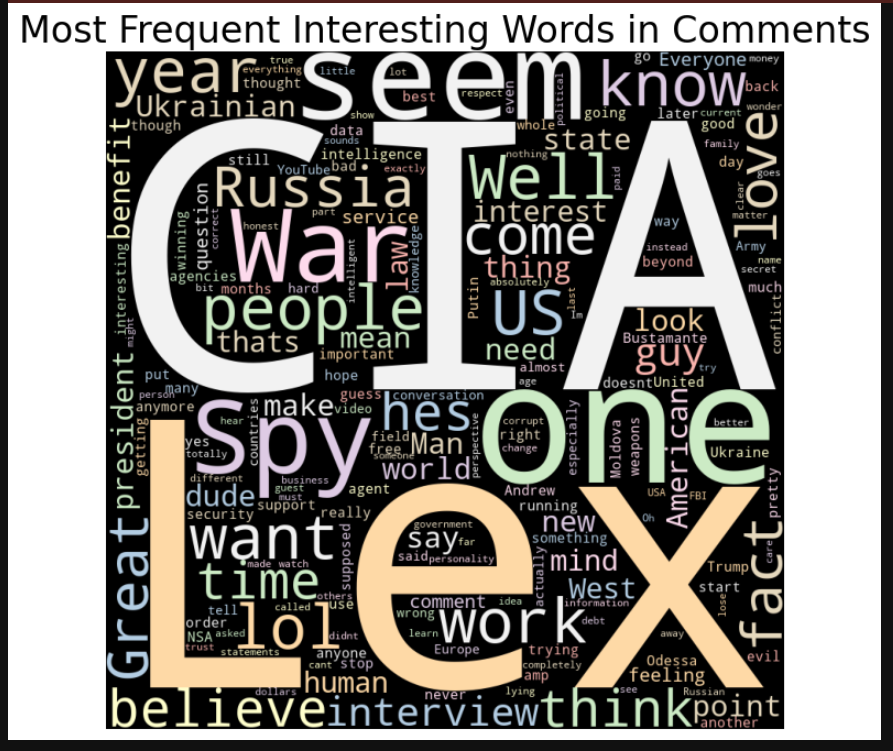 Most Frequent Interesting Words in Comments
year
true
everything
thought
little
lot
seem
go
Everyone
money
know
back
best
respect
even
political
Ukrainian
though
show
going
later
current
wonder
good
benefit
data
sounds
whole
state
family
love
CIA
still
intelligence
YouTube
bad
exactly
nothing
day
goes
Russia
Well
paid
clear
question
correct
winning
part
service
interest
matter
honest
War
law
knowledge
come
way
Army
instead
beyond
name
secret
agencies
intelligent
thing
absolutely
interesting
bit
months
hard
Putin
last
much
people
US
Im
look
conflict
might
thats
mean
need
Bustamante
important
almost
guy
try
put
many
hope
age
doesnt
United
president
person
anymore
guess
conversation
make
video
hes
one
Spy
hear
countries
perspective
corrupt
right
change
especially
Moldova
weapons
American
better
getting
yes
totally
field
free
someone
Man
Ukraine
different
business
guest
must
world
dude
support
agent
Andrew
USA
FBI
pretty
security
really
running
Lex
government
new
Oh
Great
want
supposed
say
far
something
said
personality
mind
care
fact
made
watch
actually
Trump
time
others
use
West
start
tell
called
comment
idea
information
lose
order
lol
wrong
work
debt
NSA
asked
didnt
learn
away
trust
statements
anyone
Europe
trying
cant
stop
completely
Odessa
evil
human
amp
feeling
dollars
never
lying
see
Russian
believe
interview
think
point
another